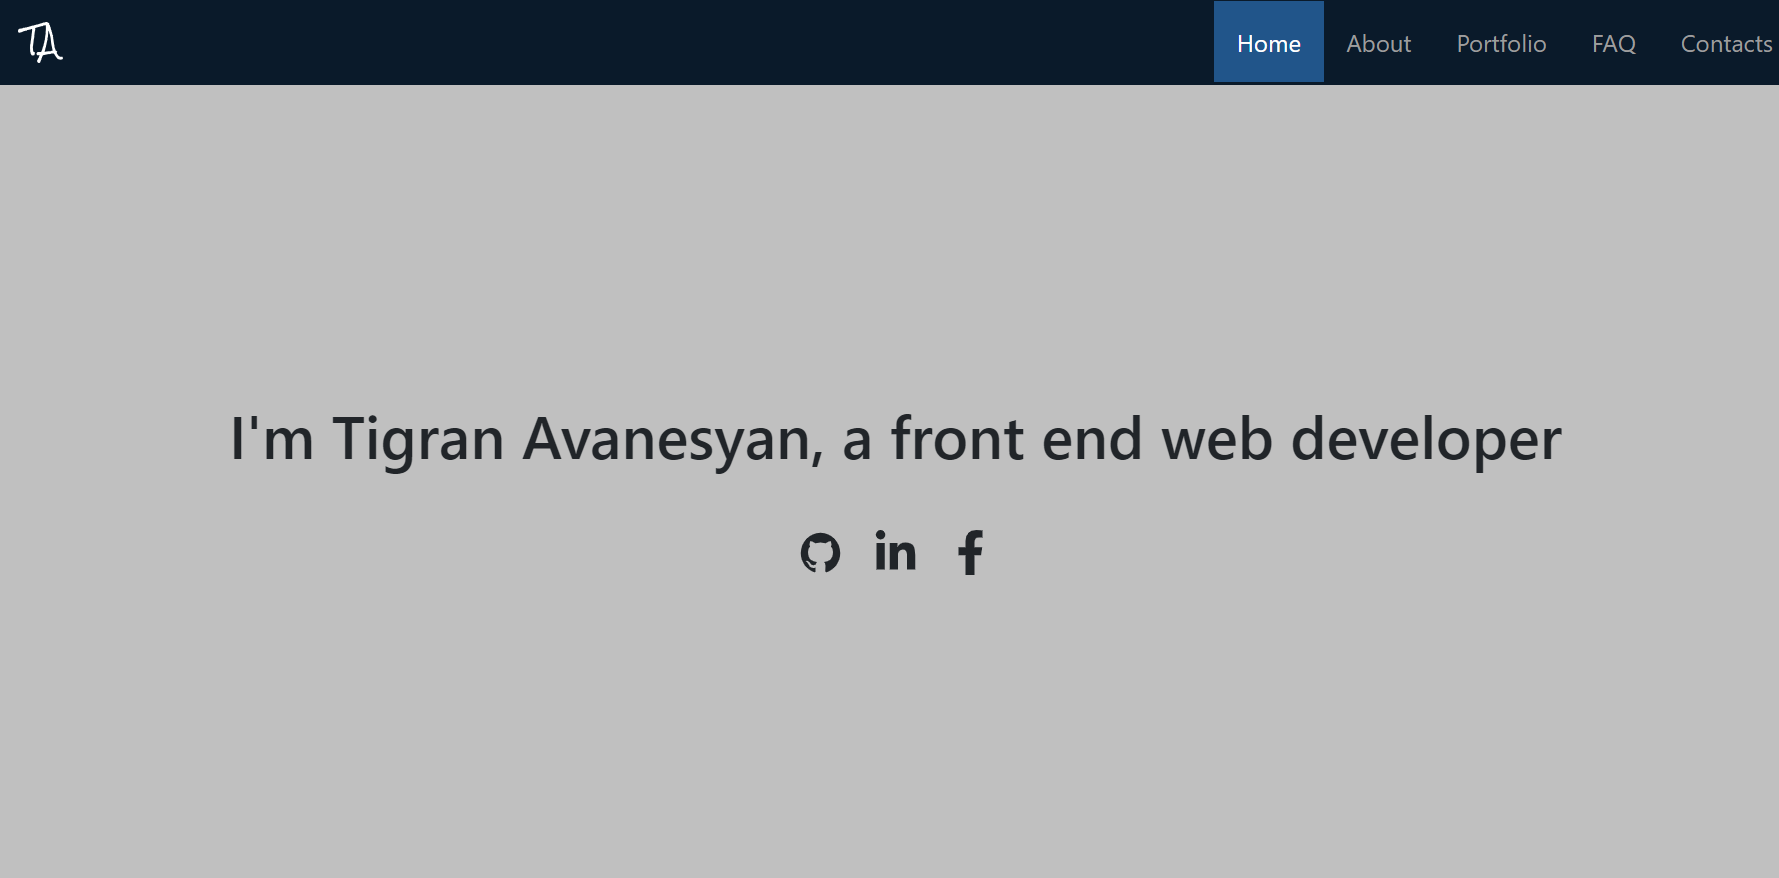 TA
Home About Portfolio FAQ Contacts
I'm Tigran Avanesyan, a front end web developer
in f